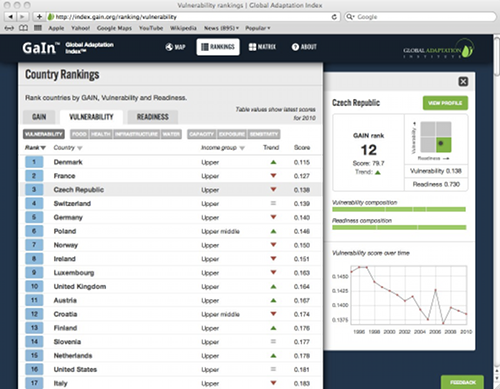 Vulnerability rankings | Global Adaptation Index
http://index.gain.org/ranking/vulnerability
Apple Yahoo! Google Maps YouTube Wikipedia News (895) Popular
GaIn™ Global Adaptation Index™
MAP RANKINGS MATRIX ABOUT
GLOBAL ADAPTATION INSTITUTE
Country Rankings
Rank countries by GAIN, Vulnerability and Readiness.
Table values show latest scores for 2010
GAIN VULNERABILITY READINESS
VULNERABILITY FOOD HEALTH INFRASTRUCTURE WATER CAPACITY EXPOSURE SENSITIVITY
Rank Country Income group Trend Score
1 Denmark Upper 0.115
2 France Upper 0.127
3 Czech Republic Upper 0.138
4 Switzerland Upper = 0.139
5 Germany Upper 0.140
6 Poland Upper middle 0.146
7 Norway Upper 0.150
8 Ireland Upper 0.151
9 Luxembourg Upper 0.163
10 United Kingdom Upper 0.164
11 Austria Upper 0.167
12 Croatia Upper middle 0.174
13 Finland Upper 0.176
14 Slovenia Upper = 0.177
15 Netherlands Upper 0.178
16 United States Upper = 0.181
17 Italy Upper 0.183
Czech Republic VIEW PROFILE
GAIN rank
12
Score: 79.7
Trend:
Vulnerability
Readiness
Vulnerability 0.138
Readiness 0.730
Vulnerability composition
Readiness composition
Vulnerability score over time
0.1450
0.1425
0.1400
0.1375
1996 1998 2000 2002 2004 2006 2008 2010
FEEDBACK